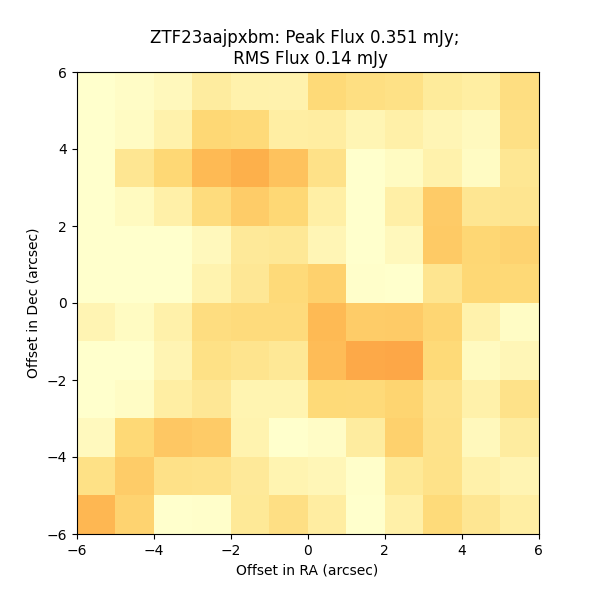 ZTF23aajpxbm: Peak Flux 0.351 mJy;
RMS Flux 0.14 mJy
6
4
2
0
−2
−4
−6
Offset in Dec (arcsec)
−6 −4 −2 0 2 4 6
Offset in RA (arcsec)